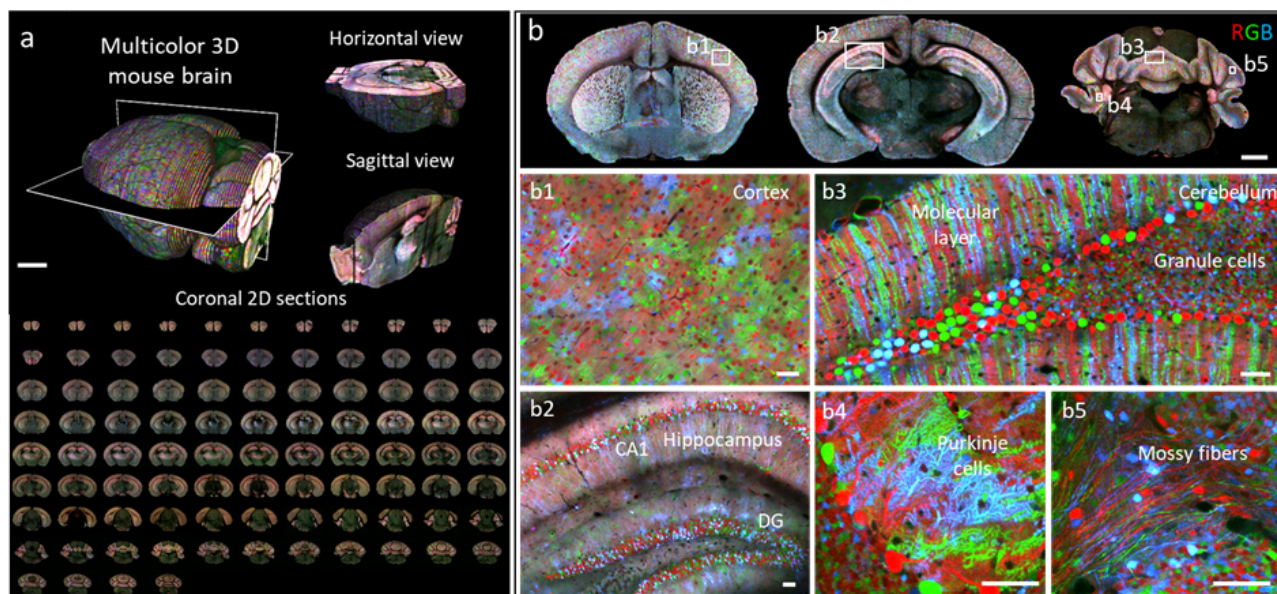 a
Multicolor 3D
mouse brain
Horizontal view
Sagittal view
Coronal 2D sections
b
b1
b2
b3
b5
b4
RGB
b1
Cortex
b3
Cerebellum
Molecular
layer
Granule cells
b2
CA1
Hippocampus
DG
b4
Purkinje
cells
b5
Mossy fibers